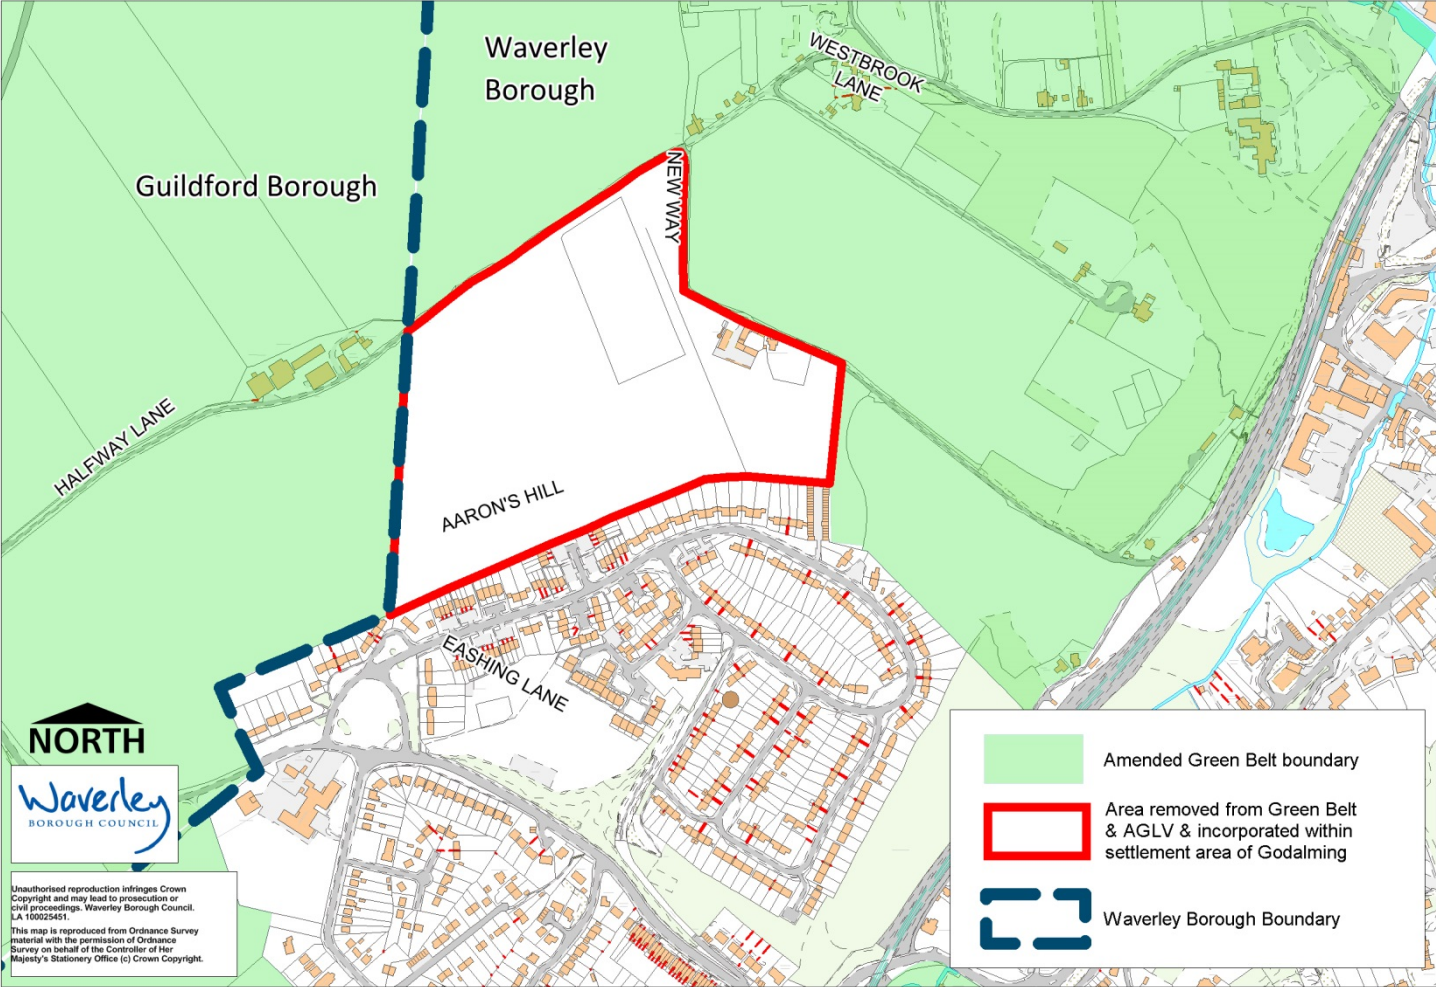 Waverley
Borough
WESTBROOK
LANE
Guildford Borough
NEW WAY
HALFWAY LANE
AARON'S HILL
EASHING LANE
NORTH
Waverley
BOROUGH COUNCIL
Unauthorised reproduction infringes Crown
Copyright and may lead to prosecution or
civil proceedings. Waverley Borough Council.
LA 100025451.
This map is reproduced from Ordnance Survey
material with the permission of Ordnance
Survey on behalf of the Controller of Her
Majesty's Stationery Office (c) Crown Copyright.
Amended Green Belt boundary
Area removed from Green Belt
& AGLV & incorporated within
settlement area of Godalming
Waverley Borough Boundary